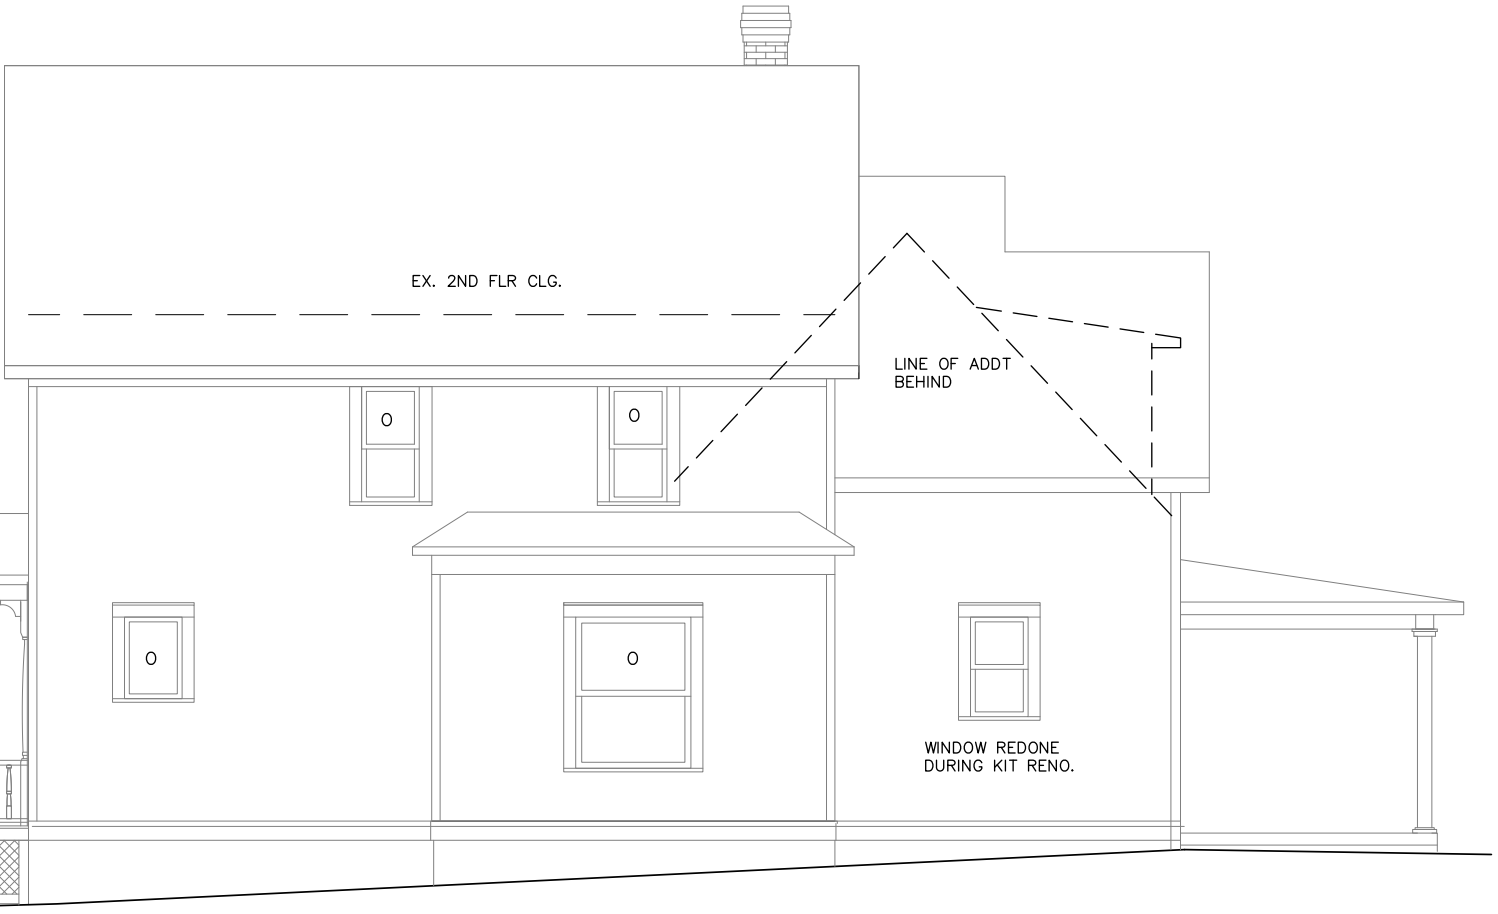 EX. 2ND FLR CLG.
LINE OF ADDT
BEHIND
O
O
O
O
WINDOW REDONE
DURING KIT RENO.